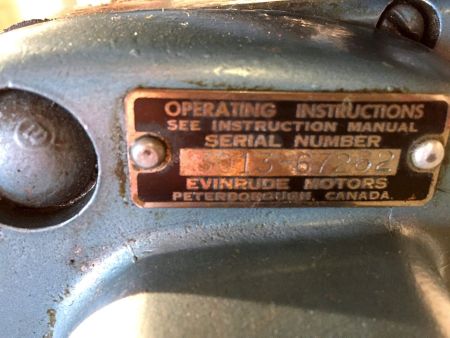 OPERATING INSTRUCTIONS
SEE INSTRUCTION MANUAL
SERIAL NUMBER
EVINRUDE MOTORS
PETERBOROUGH, CANADA.